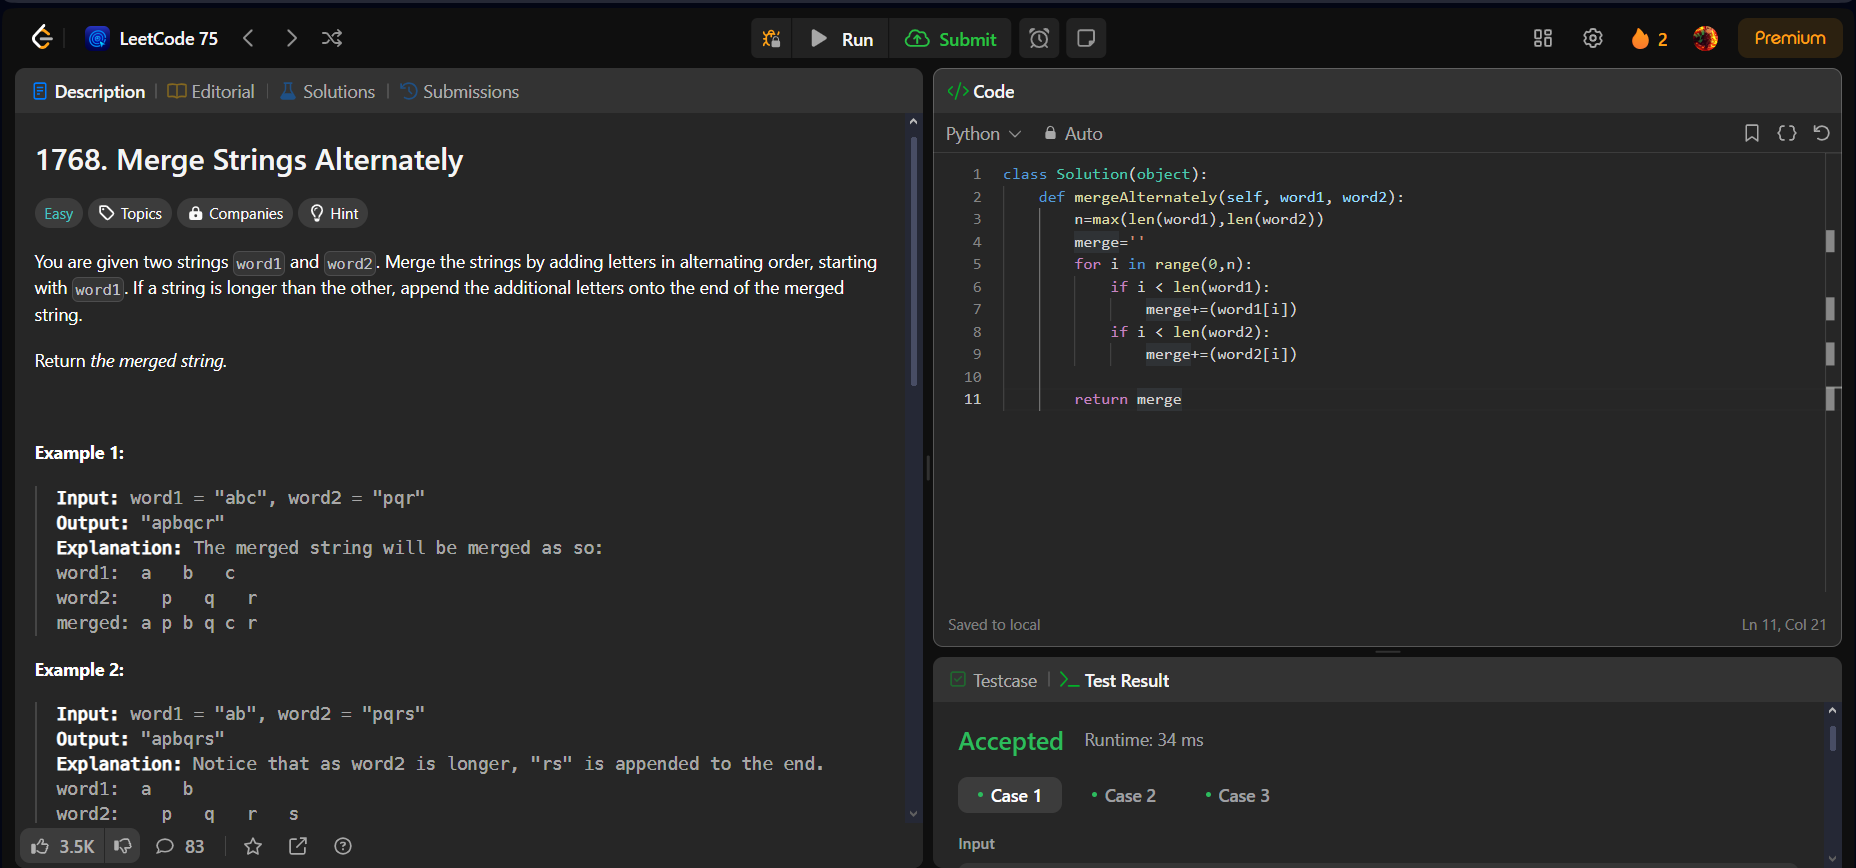 LeetCode 75
Run
Submit
2
Premium
Description
Editorial
Solutions
Submissions
1768. Merge Strings Alternately
Easy
Topics
Companies
Hint
You are given two strings word1 and word2. Merge the strings by adding letters in alternating order, starting
with word1. If a string is longer than the other, append the additional letters onto the end of the merged
string.
Return the merged string.
Example 1:
Input: word1 = "abc", word2 = "pqr"
Output: "apbqcr"
Explanation: The merged string will be merged as so:
word1:  a   b   c
word2:    p   q   r
merged: a p b q c r
Example 2:
Input: word1 = "ab", word2 = "pqrs"
Output: "apbqrs"
Explanation: Notice that as word2 is longer, "rs" is appended to the end.
word1:  a   b
word2:    p   q   r   s
3.5K
83
</> Code
Python
Auto
1 class Solution(object):
2     def mergeAlternately(self, word1, word2):
3         n=max(len(word1),len(word2))
4         merge=''
5         for i in range(0,n):
6             if i < len(word1):
7                 merge+=(word1[i])
8             if i < len(word2):
9                 merge+=(word2[i])
10
11         return merge
Saved to local
Ln 11, Col 21
Testcase
Test Result
Accepted
Runtime: 34 ms
Case 1
Case 2
Case 3
Input